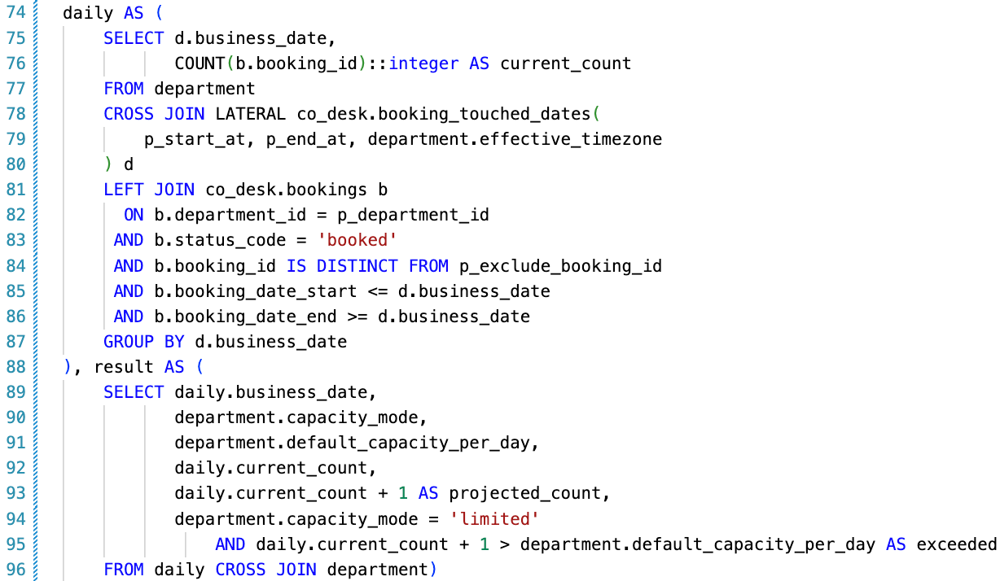 74 daily AS (
75 SELECT d.business_date,
76 COUNT(b.booking_id)::integer AS current_count
77 FROM department
78 CROSS JOIN LATERAL co_desk.booking_touched_dates(
79 p_start_at, p_end_at, department.effective_timezone
80 ) d
81 LEFT JOIN co_desk.bookings b
82 ON b.department_id = p_department_id
83 AND b.status_code = 'booked'
84 AND b.booking_id IS DISTINCT FROM p_exclude_booking_id
85 AND b.booking_date_start <= d.business_date
86 AND b.booking_date_end >= d.business_date
87 GROUP BY d.business_date
88 ), result AS (
89 SELECT daily.business_date,
90 department.capacity_mode,
91 department.default_capacity_per_day,
92 daily.current_count,
93 daily.current_count + 1 AS projected_count,
94 department.capacity_mode = 'limited'
95 AND daily.current_count + 1 > department.default_capacity_per_day AS exceeded
96 FROM daily CROSS JOIN department)